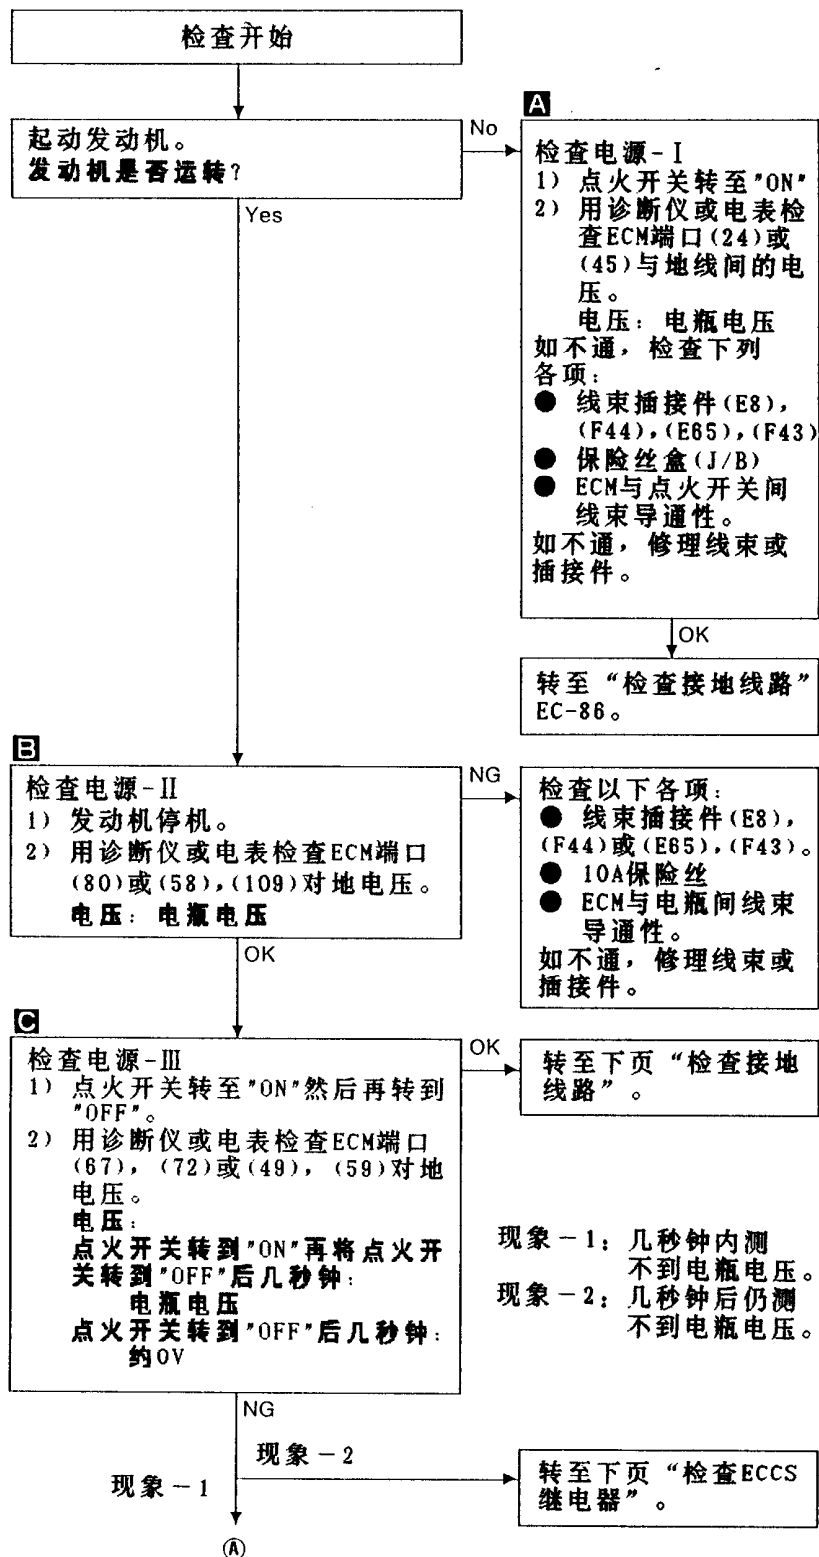 检查开始
起动发动机。
发动机是否运转?
No
Yes
A
检查电源-Ⅰ
1) 点火开关转至"ON"
2) 用诊断仪或电表检
查ECM端口(24)或
(45)与地线间的电
压。
电压: 电瓶电压
如不通, 检查下列
各项:
● 线束插接件(E8),
(F44),(E65),(F43)
● 保险丝盒(J/B)
● ECM与点火开关间
线束导通性。
如不通, 修理线束或
插接件。
OK
转至“检查接地线路”
EC-86。
B
检查电源-Ⅱ
1) 发动机停机。
2) 用诊断仪或电表检查ECM端口
(80)或(58),(109)对地电压。
电压: 电瓶电压
NG
检查以下各项:
● 线束插接件(E8),
(F44)或(E65),(F43)。
● 10A保险丝
● ECM与电瓶间线束
导通性。
如不通, 修理线束或
插接件。
OK
C
检查电源-Ⅲ
1) 点火开关转至"ON"然后再转到
"OFF"。
2) 用诊断仪或电表检查ECM端口
(67), (72)或(49), (59)对地
电压。
电压:
点火开关转到"ON"再将点火开
关转到"OFF"后几秒钟:
电瓶电压
点火开关转到"OFF"后几秒钟:
约0V
OK
转至下页“检查接地
线路”。
现象-1: 几秒钟内测
不到电瓶电压。
现象-2: 几秒钟后仍测
不到电瓶电压。
NG
现象-2
现象-1
转至下页“检查ECCS
继电器”。
Ⓐ